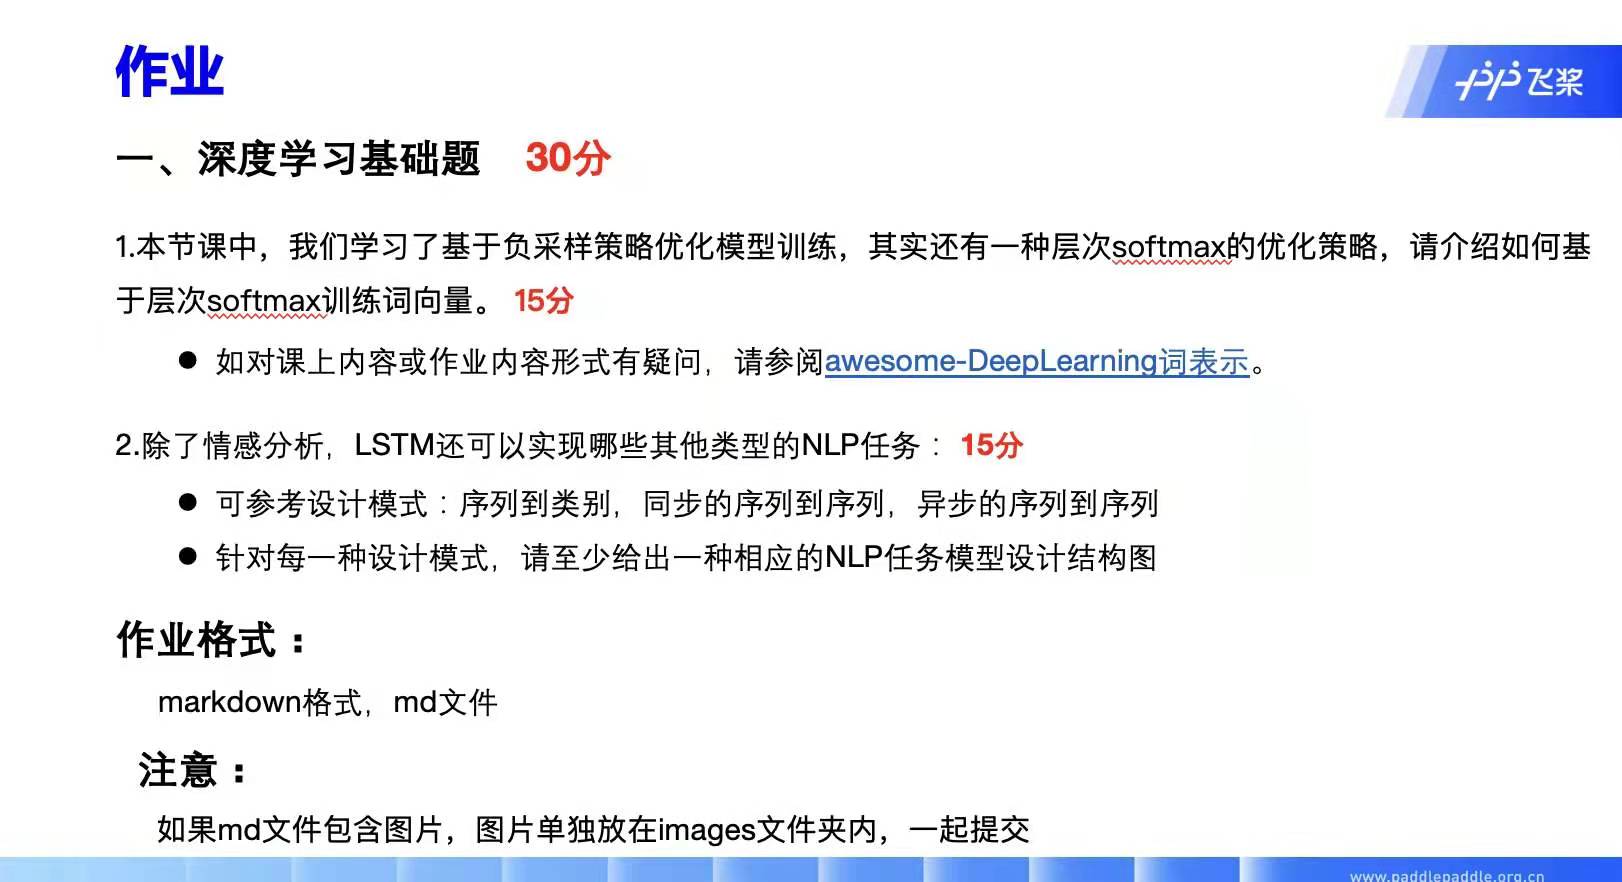 作业
飞桨
一、深度学习基础题 30分
1.本节课中，我们学习了基于负采样策略优化模型训练，其实还有一种层次softmax的优化策略，请介绍如何基
于层次softmax训练词向量。 15分
● 如对课上内容或作业内容形式有疑问，请参阅awesome-DeepLearning词表示。
2.除了情感分析，LSTM还可以实现哪些其他类型的NLP任务：15分
● 可参考设计模式：序列到类别，同步的序列到序列，异步的序列到序列
● 针对每一种设计模式，请至少给出一种相应的NLP任务模型设计结构图
作业格式：
markdown格式，md文件
注意：
如果md文件包含图片，图片单独放在images文件夹内，一起提交
www.paddlepaddle.org.cn